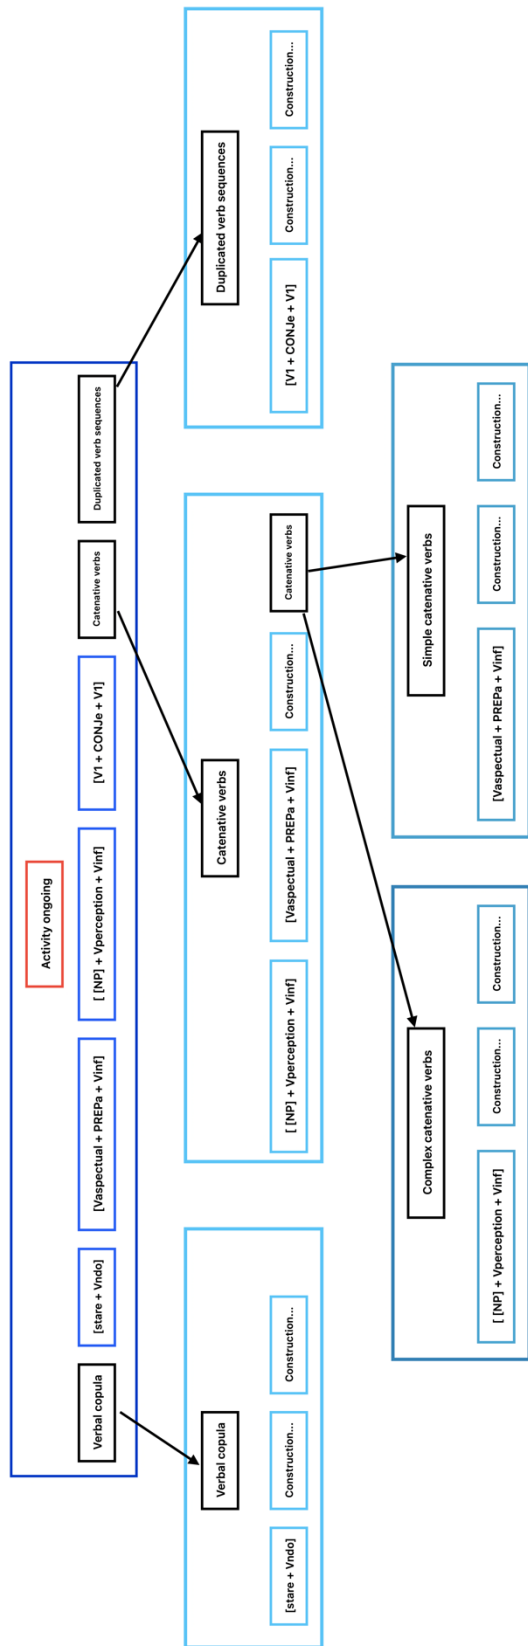 Activity ongoing
Verbal copula
[stare + Vndo]
[Vaspectual + PREPa + Vinf]
[ [NP] + Vperception + Vinf]
[V1 + CONJe + V1]
Catenative verbs
Duplicated verb sequences
Verbal copula
[stare + Vndo]
Construction...
Construction...
Catenative verbs
[ [NP] + Vperception + Vinf]
[Vaspectual + PREPa + Vinf]
Construction...
Catenative verbs
Duplicated verb sequences
[V1 + CONJe + V1]
Construction...
Construction...
Complex catenative verbs
[ [NP] + Vperception + Vinf]
Construction...
Construction...
Simple catenative verbs
[Vaspectual + PREPa + Vinf]
Construction...
Construction...